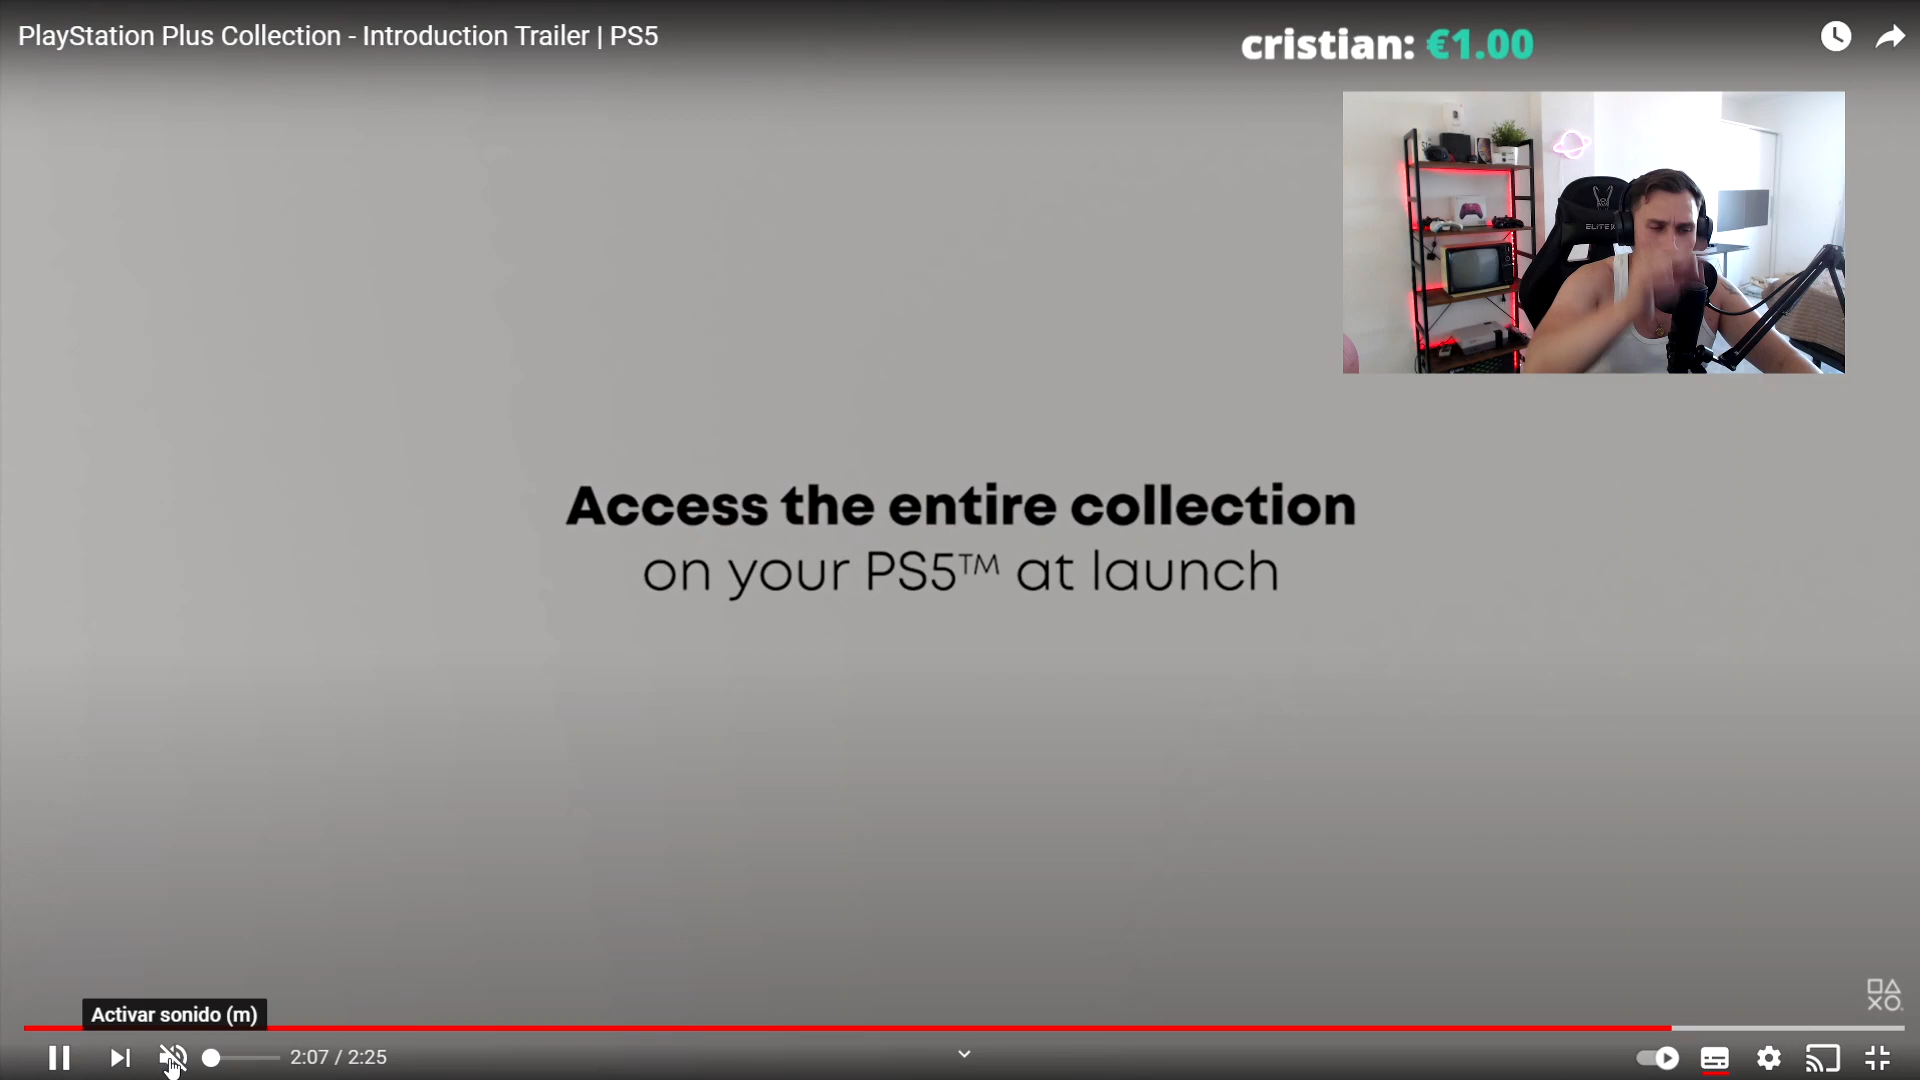 PlayStation Plus Collection - Introduction Trailer | PS5
cristian: €1.00
Access the entire collection
on your PS5™ at launch
Activar sonido (m)
2:07 / 2:25